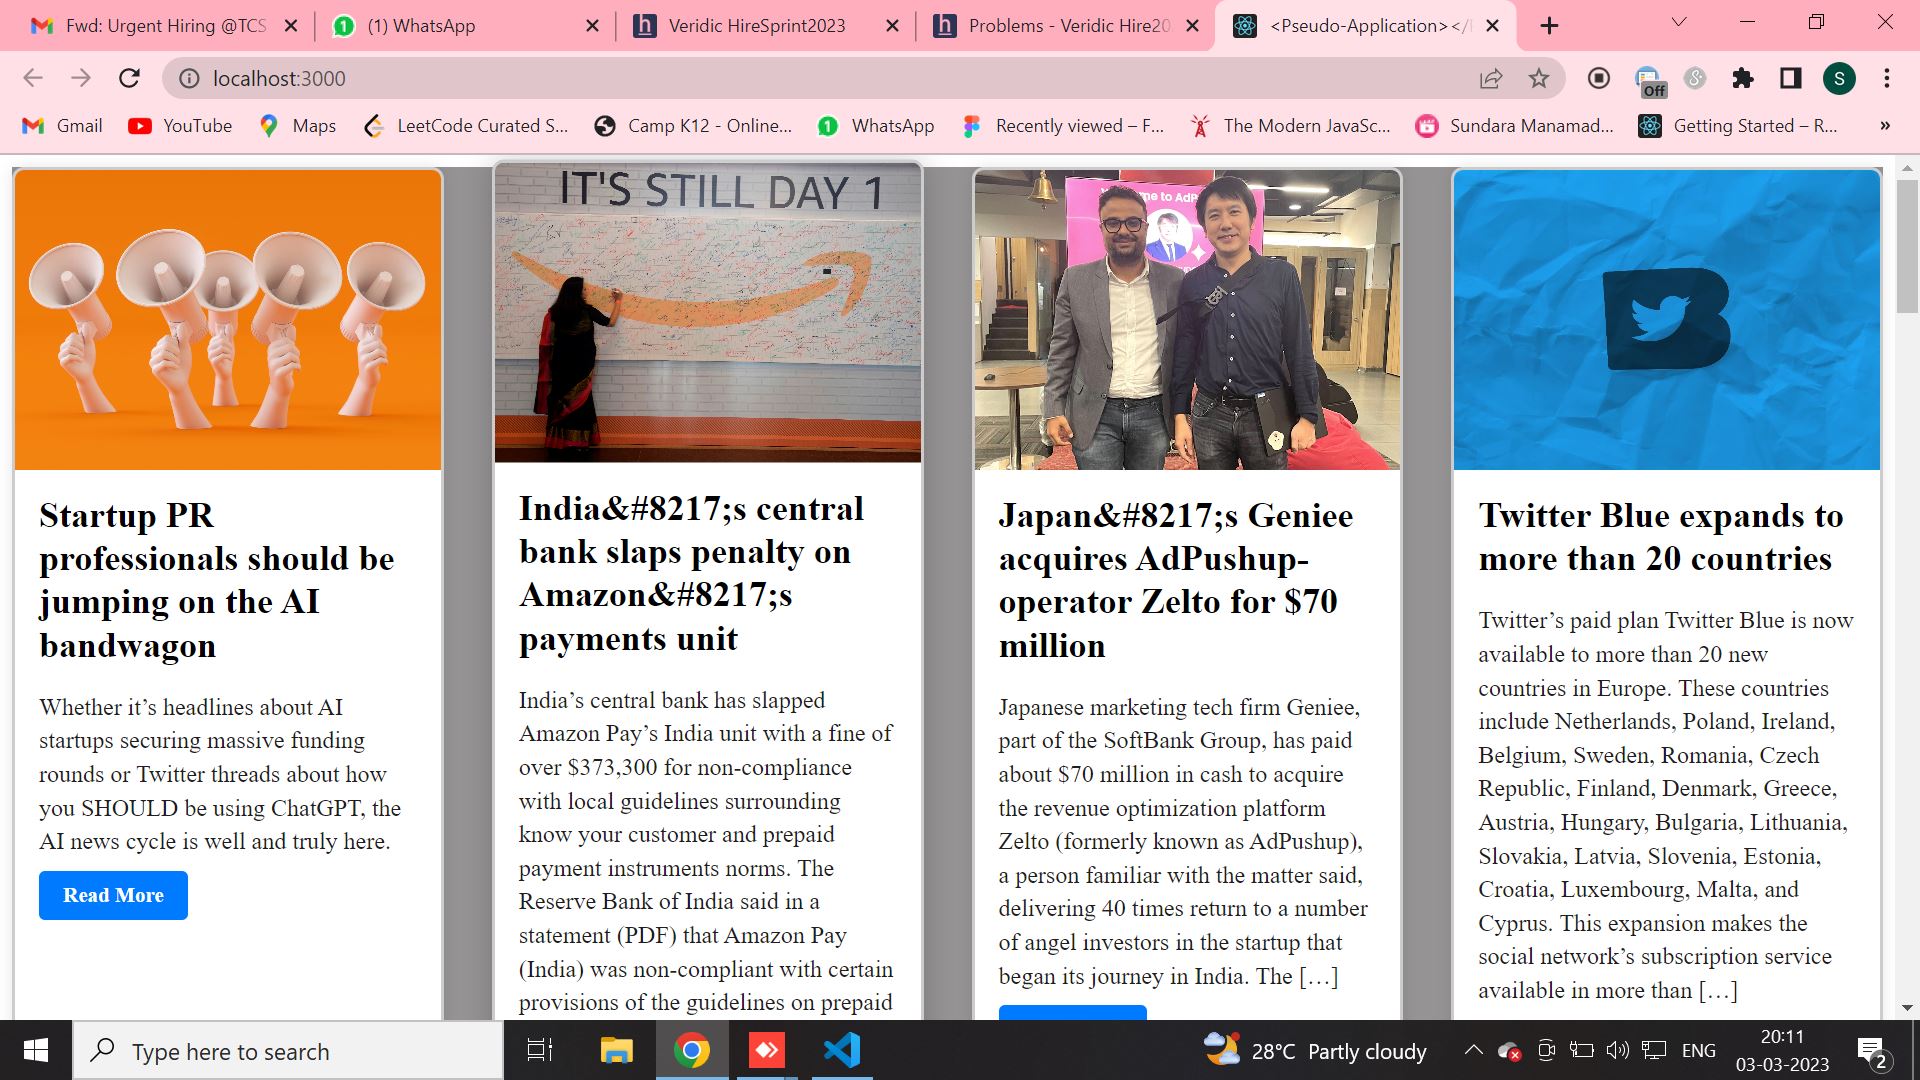 Fwd: Urgent Hiring @TCS
(1) WhatsApp
Veridic HireSprint2023
Problems - Veridic Hire20
<Pseudo-Application></
localhost:3000
Off
S
Gmail
YouTube
Maps
LeetCode Curated S...
Camp K12 - Online...
WhatsApp
Recently viewed – F...
The Modern JavaSc...
Sundara Manamad...
Getting Started – R...
»
IT'S STILL DAY 1
Startup PR
professionals should be
jumping on the AI
bandwagon
Whether it’s headlines about AI
startups securing massive funding
rounds or Twitter threads about how
you SHOULD be using ChatGPT, the
AI news cycle is well and truly here.
Read More
India&#8217;s central
bank slaps penalty on
Amazon&#8217;s
payments unit
India’s central bank has slapped
Amazon Pay’s India unit with a fine of
over $373,300 for non-compliance
with local guidelines surrounding
know your customer and prepaid
payment instruments norms. The
Reserve Bank of India said in a
statement (PDF) that Amazon Pay
(India) was non-compliant with certain
provisions of the guidelines on prepaid
me to AdP
Japan&#8217;s Geniee
acquires AdPushup-
operator Zelto for $70
million
Japanese marketing tech firm Geniee,
part of the SoftBank Group, has paid
about $70 million in cash to acquire
the revenue optimization platform
Zelto (formerly known as AdPushup),
a person familiar with the matter said,
delivering 40 times return to a number
of angel investors in the startup that
began its journey in India. The […]
Twitter Blue expands to
more than 20 countries
Twitter’s paid plan Twitter Blue is now
available to more than 20 new
countries in Europe. These countries
include Netherlands, Poland, Ireland,
Belgium, Sweden, Romania, Czech
Republic, Finland, Denmark, Greece,
Austria, Hungary, Bulgaria, Lithuania,
Slovakia, Latvia, Slovenia, Estonia,
Croatia, Luxembourg, Malta, and
Cyprus. This expansion makes the
social network’s subscription service
available in more than […]
Type here to search
28°C Partly cloudy
ENG
20:11
03-03-2023
2